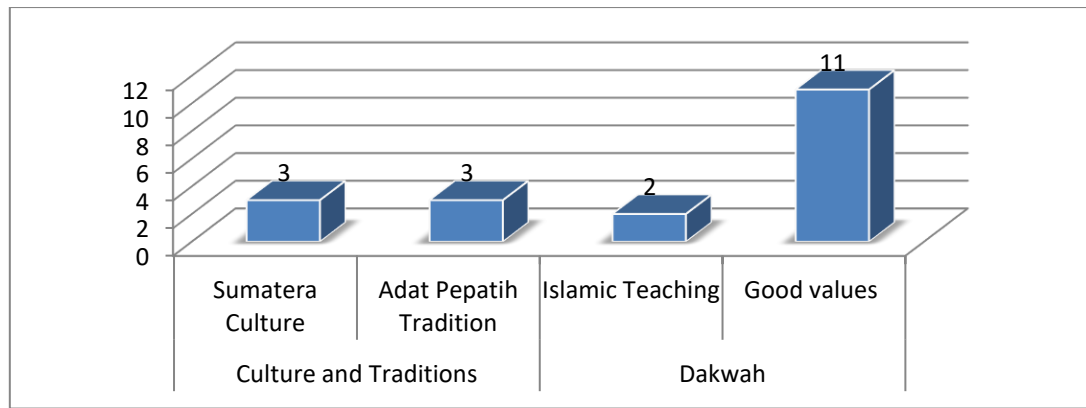 11
12
10
8
6
4
2
0
3
3
2
Sumatera
Culture
Adat Pepatih
Tradition
Islamic Teaching
Good values
Culture and Traditions
Dakwah